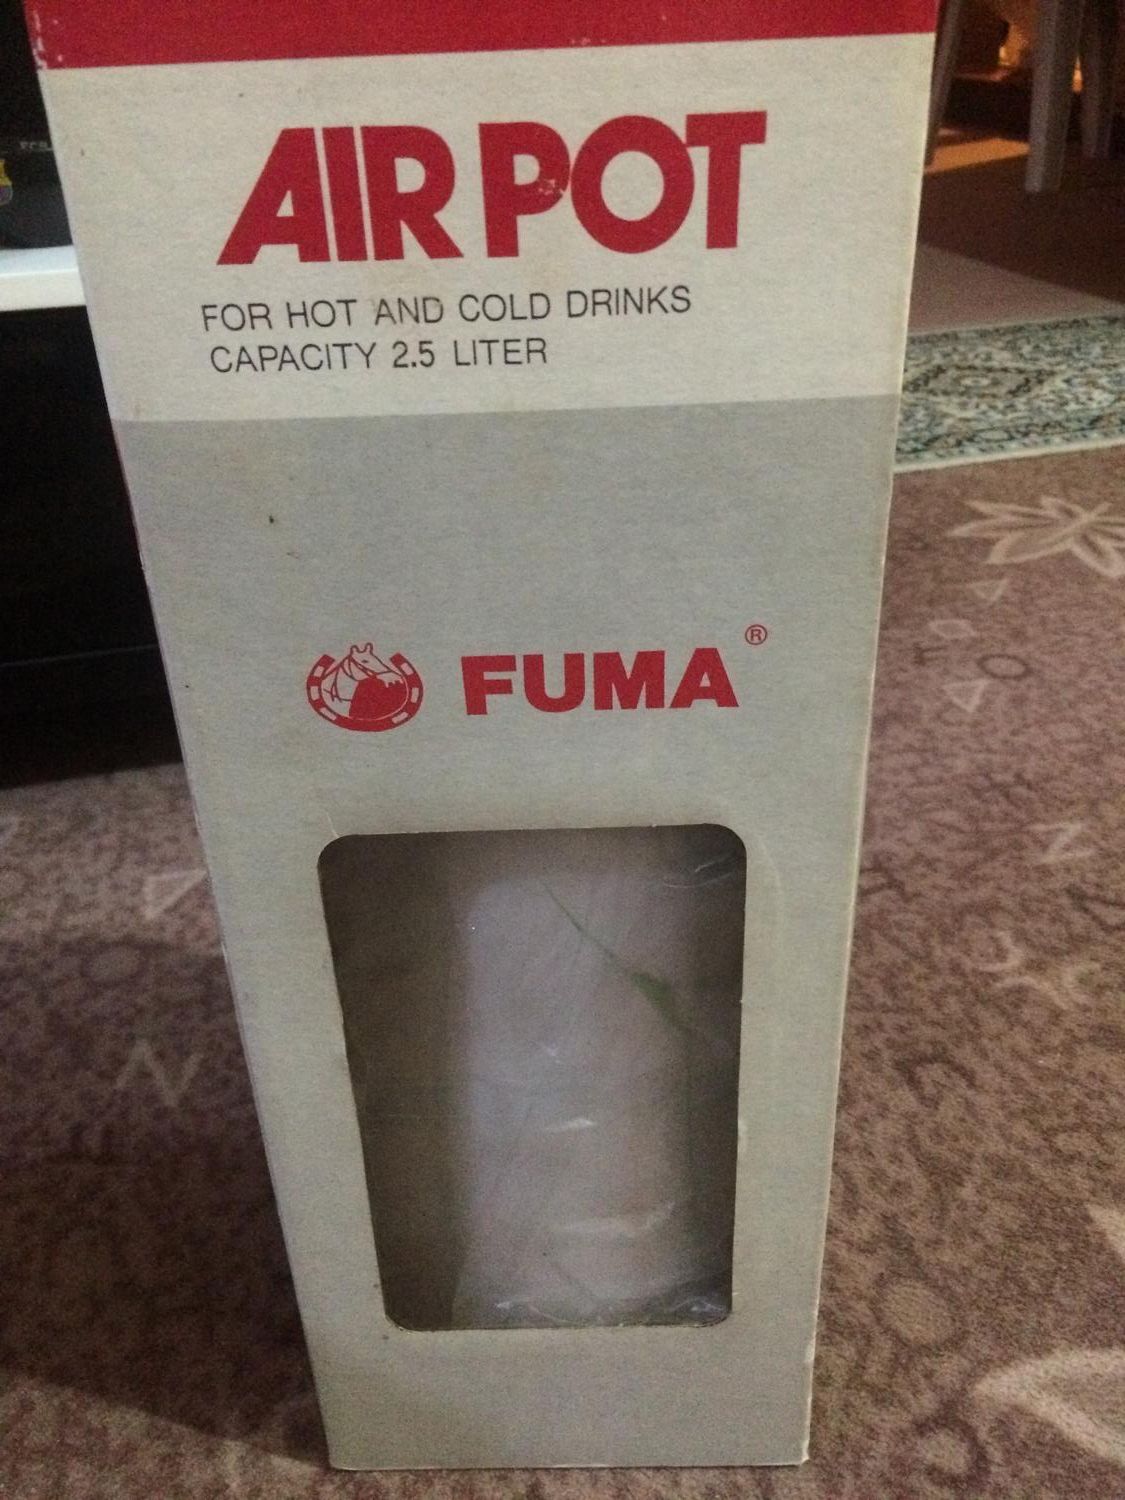 AIR POT
FOR HOT AND COLD DRINKS
CAPACITY 2.5 LITER
FUMA®